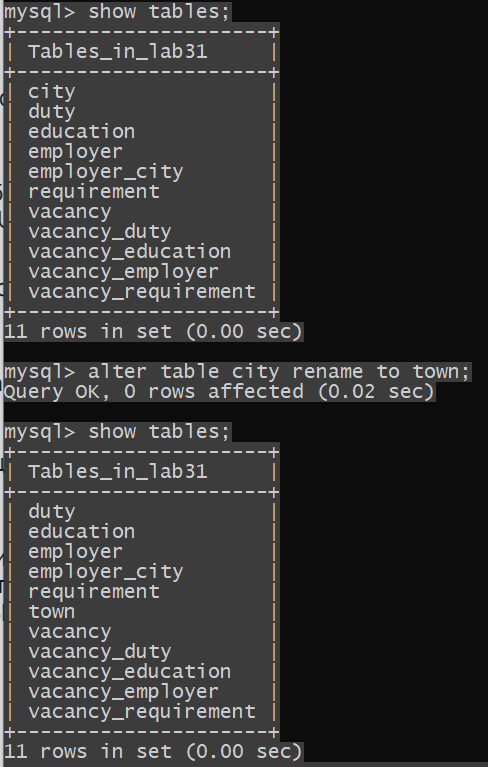 mysql> show tables;
+---------------------+
| Tables_in_lab31     |
+---------------------+
| city                |
| duty                |
| education           |
| employer            |
| employer_city       |
| requirement         |
| vacancy             |
| vacancy_duty        |
| vacancy_education   |
| vacancy_employer    |
| vacancy_requirement |
+---------------------+
11 rows in set (0.00 sec)
mysql> alter table city rename to town;
Query OK, 0 rows affected (0.02 sec)
mysql> show tables;
+---------------------+
| Tables_in_lab31     |
+---------------------+
| duty                |
| education           |
| employer            |
| employer_city       |
| requirement         |
| town                |
| vacancy             |
| vacancy_duty        |
| vacancy_education   |
| vacancy_employer    |
| vacancy_requirement |
+---------------------+
11 rows in set (0.00 sec)